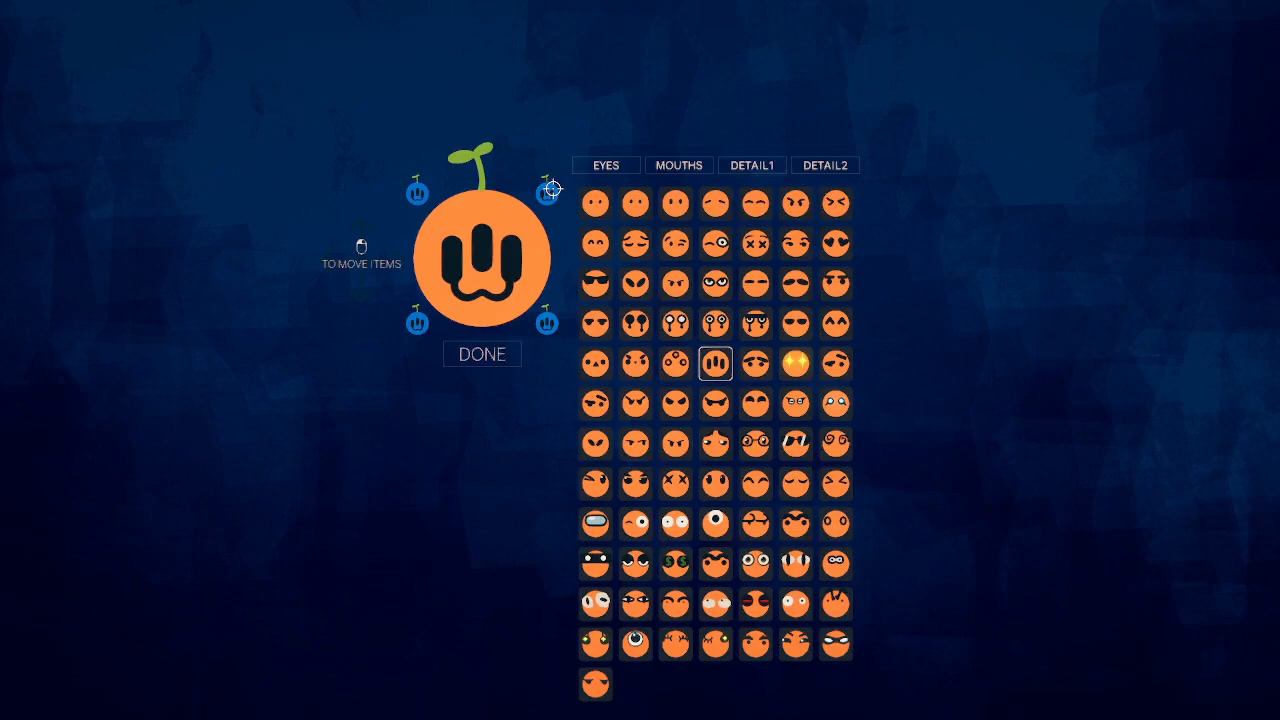 EYES
MOUTHS
DETAIL1
DETAIL2
TO MOVE ITEMS
DONE